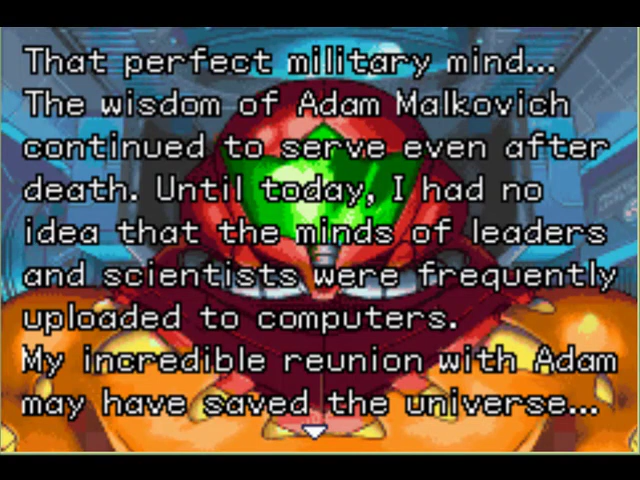 That perfect military mind...
The wisdom of Adam Malkovich
continued to serve even after
death. Until today, I had no
idea that the minds of leaders
and scientists were frequently
uploaded to computers.
My incredible reunion with Adam
may have saved the universe...